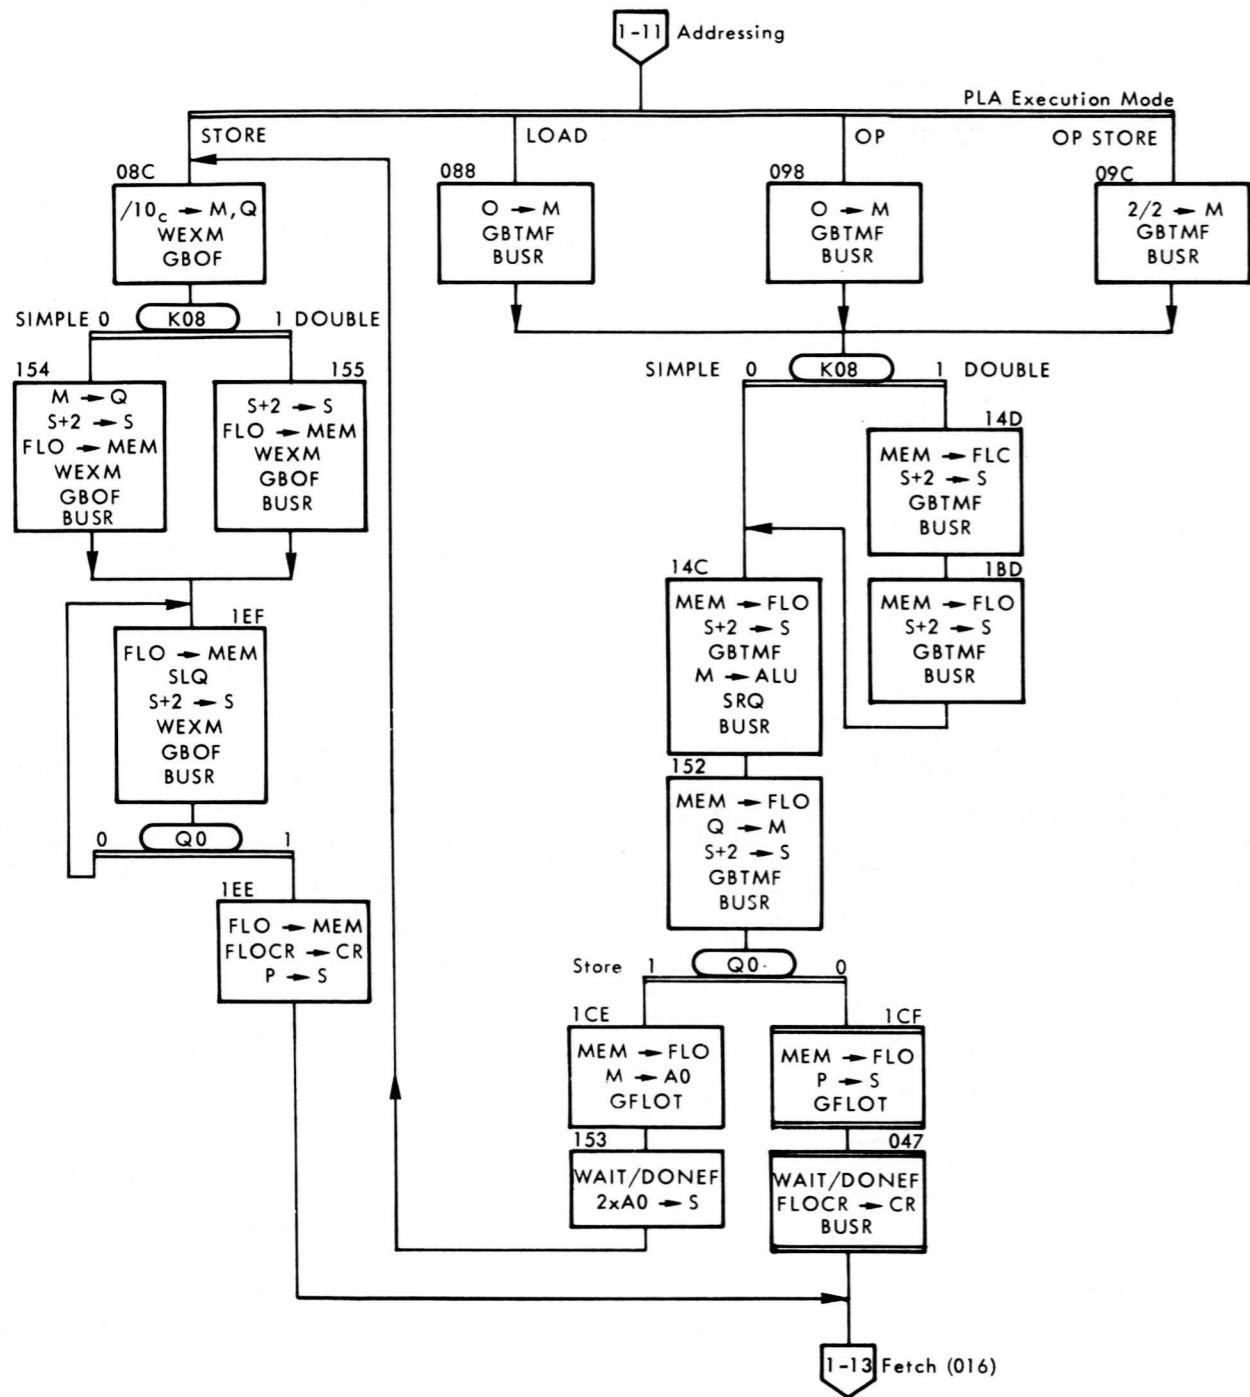 1-11 Addressing
PLA Execution Mode
STORE
LOAD
OP
OP STORE
08C
/10c → M, Q
WEXM
GBOF
088
O → M
GBTMF
BUSR
098
O → M
GBTMF
BUSR
09C
2/2 → M
GBTMF
BUSR
SIMPLE 0 K08 1 DOUBLE
154
M → Q
S+2 → S
FLO → MEM
WEXM
GBOF
BUSR
155
S+2 → S
FLO → MEM
WEXM
GBOF
BUSR
SIMPLE 0 K08 1 DOUBLE
14D
MEM → FLC
S+2 → S
GBTMF
BUSR
1BD
MEM → FLO
S+2 → S
GBTMF
BUSR
14C
MEM → FLO
S+2 → S
GBTMF
M → ALU
SRQ
BUSR
1EF
FLO → MEM
SLQ
S+2 → S
WEXM
GBOF
BUSR
0 Q0 1
152
MEM → FLO
Q → M
S+2 → S
GBTMF
BUSR
1EE
FLO → MEM
FLOCR → CR
P → S
Store 1 Q0 0
1CE
MEM → FLO
M → A0
GFLOT
1CF
MEM → FLO
P → S
GFLOT
153
WAIT/DONEF
2xA0 → S
047
WAIT/DONEF
FLOCR → CR
BUSR
1-13 Fetch (016)